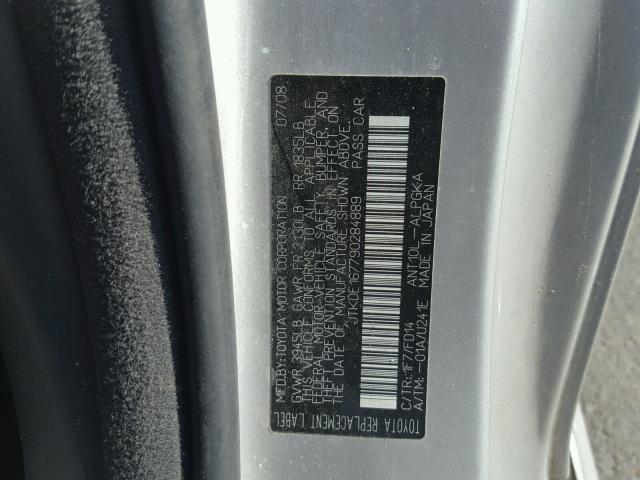 MFD.BY:TOYOTA MOTOR CORPORATION 07/08
GVWR 3945LB GAWR FR 2130LB RR 1835LB
THIS VEHICLE CONFORMS TO ALL APPLICABLE
FEDERAL MOTOR VEHICLE SAFETY, BUMPER, AND
THEFT PREVENTION STANDARDS IN EFFECT ON
THE DATE OF MANUFACTURE SHOWN ABOVE.
JTKDE167790284889 PASS CAR
C/TR:1F7/FD14 ANT10L-ALPGKA
A/TM:-01A/U241E MADE IN JAPAN
TOYOTA REPLACEMENT LABEL